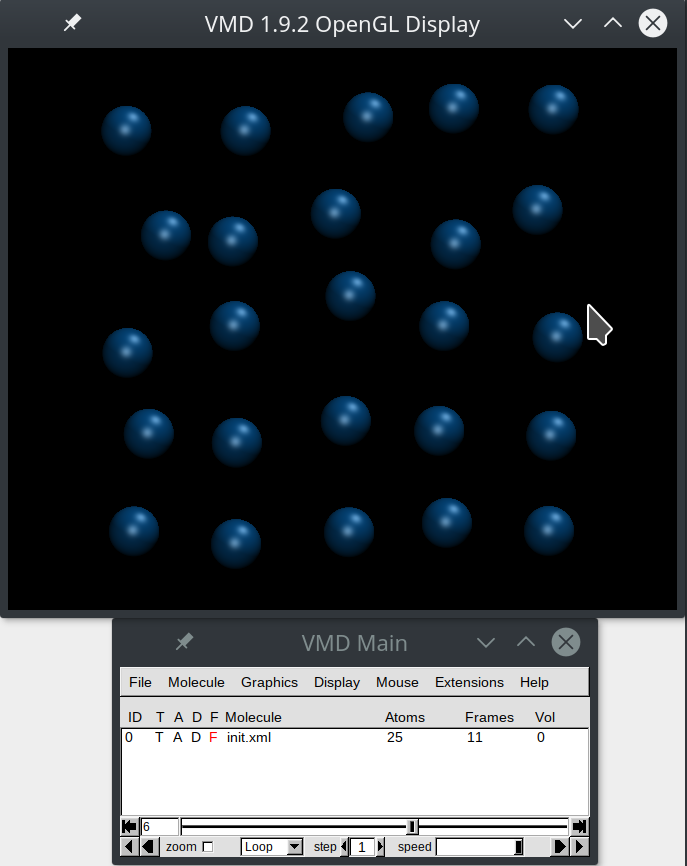 VMD 1.9.2 OpenGL Display
VMD Main
File Molecule Graphics Display Mouse Extensions Help
ID T A D F Molecule Atoms Frames Vol
0 T A D F init.xml 25 11 0
6
zoom Loop step 1 speed